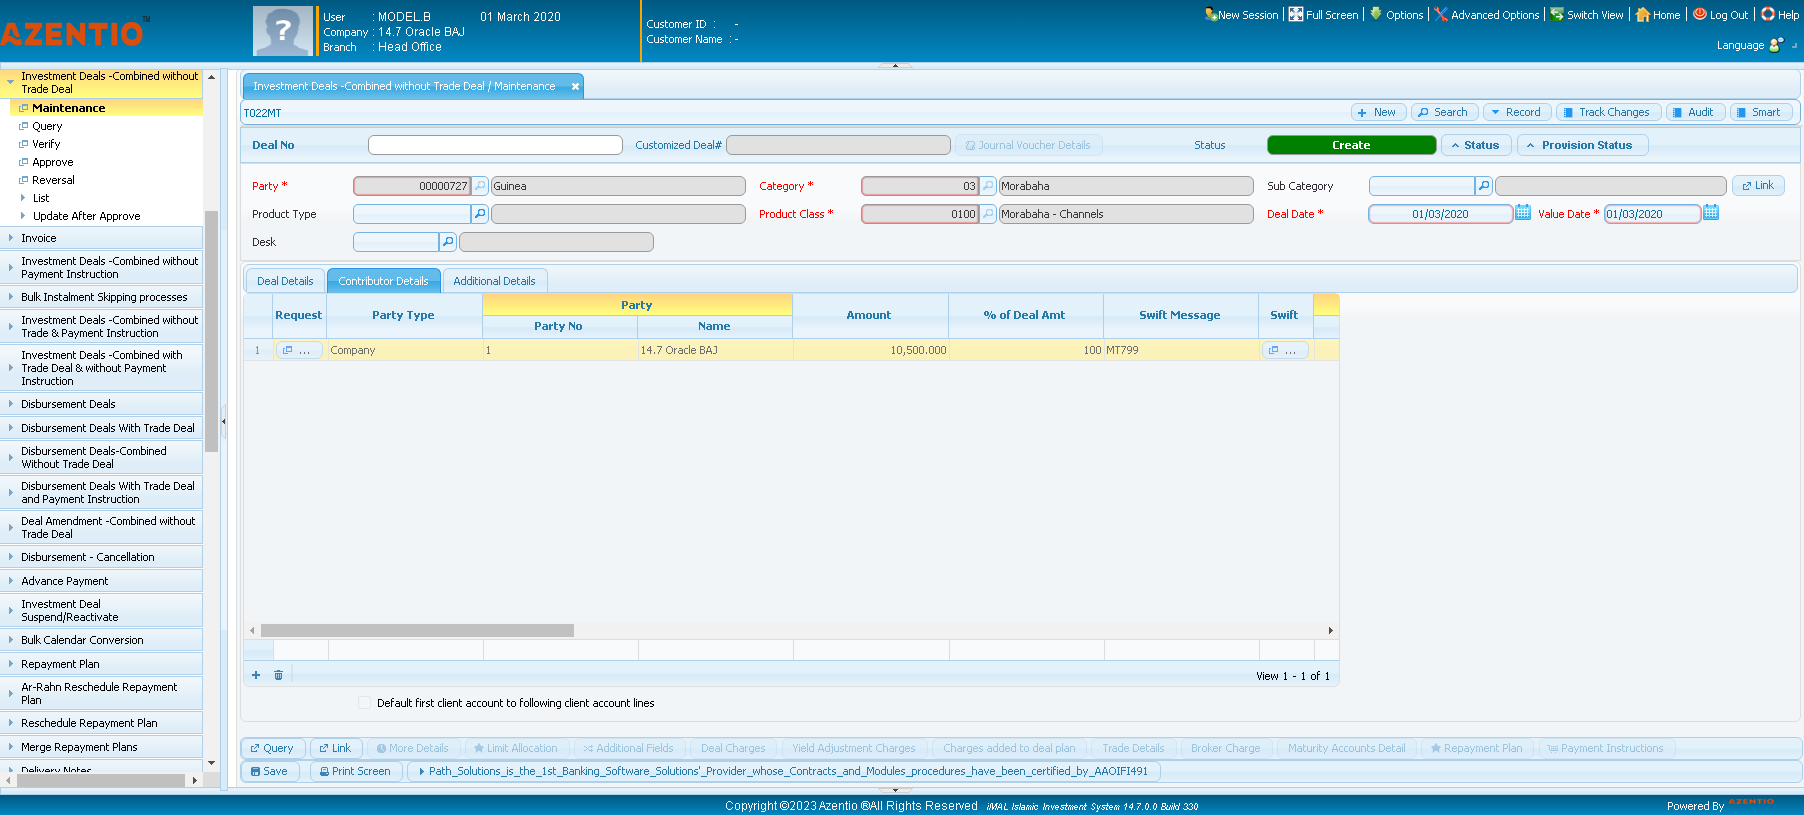 AZENTIO™
?
User : MODEL.B 01 March 2020
Company : 14.7 Oracle BAJ
Branch : Head Office
Customer ID : -
Customer Name : -
New Session Full Screen Options Advanced Options Switch View Home Log Out Help
Language
Investment Deals -Combined without
Trade Deal
Maintenance
Query
Verify
Approve
Reversal
List
Update After Approve
Invoice
Investment Deals -Combined without
Payment Instruction
Bulk Instalment Skipping processes
Investment Deals -Combined without
Trade & Payment Instruction
Investment Deals -Combined with
Trade Deal & without Payment
Instruction
Disbursement Deals
Disbursement Deals With Trade Deal
Disbursement Deals-Combined
Without Trade Deal
Disbursement Deals With Trade Deal
and Payment Instruction
Deal Amendment -Combined without
Trade Deal
Disbursement - Cancellation
Advance Payment
Investment Deal
Suspend/Reactivate
Bulk Calendar Conversion
Repayment Plan
Ar-Rahn Reschedule Repayment
Plan
Reschedule Repayment Plan
Merge Repayment Plans
Delivery Notes
Investment Deals -Combined without Trade Deal / Maintenance
T022MT
New Search Record Track Changes Audit Smart
Deal No Customized Deal# Journal Voucher Details Status Create Status Provision Status
Party * 00000727 Guinea Category * 03 Morabaha Sub Category Link
Product Type Product Class * 0100 Morabaha - Channels Deal Date * 01/03/2020 Value Date * 01/03/2020
Desk
Deal Details Contributor Details Additional Details
Request Party Type Party Amount % of Deal Amt Swift Message Swift
Party No Name
1 ... Company 1 14.7 Oracle BAJ 10,500.000 100 MT799 ...
View 1 - 1 of 1
Default first client account to following client account lines
Query Link More Details Limit Allocation Additional Fields Deal Charges Yield Adjustment Charges Charges added to deal plan Trade Details Broker Charge Maturity Accounts Detail Repayment Plan Payment Instructions
Save Print Screen Path_Solutions_is_the_1st_Banking_Software_Solutions'_Provider_whose_Contracts_and_Modules_procedures_have_been_certified_by_AAOIFI491
Copyright ©2023 Azentio ®All Rights Reserved iMAL Islamic Investment System 14.7.0.0 Build 330
Powered By AZENTIO